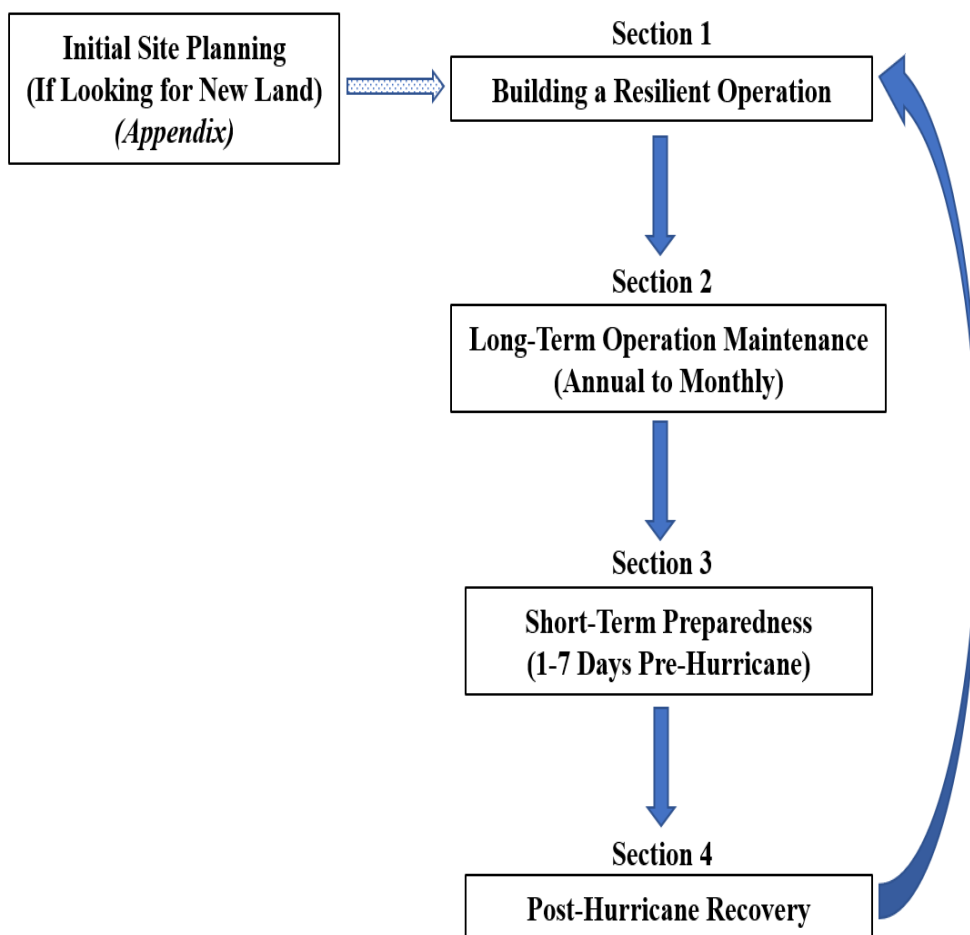 Initial Site Planning
(If Looking for New Land)
(Appendix)
Section 1
Building a Resilient Operation
Section 2
Long-Term Operation Maintenance
(Annual to Monthly)
Section 3
Short-Term Preparedness
(1-7 Days Pre-Hurricane)
Section 4
Post-Hurricane Recovery